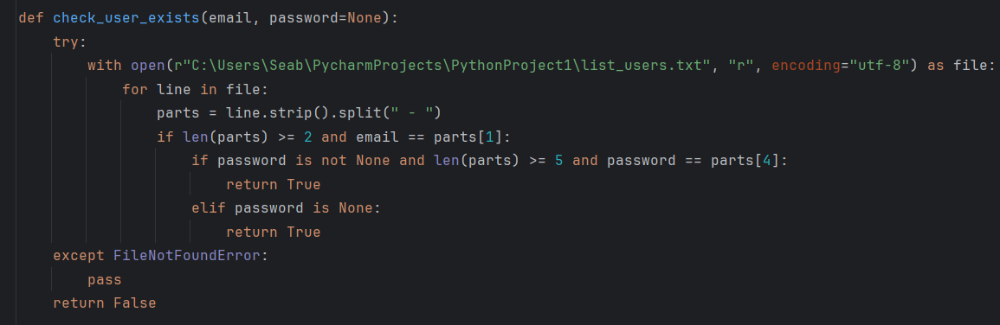 def check_user_exists(email, password=None):
    try:
        with open(r"C:\Users\Seab\PycharmProjects\PythonProject1\list_users.txt", "r", encoding="utf-8") as file:
            for line in file:
                parts = line.strip().split(" - ")
                if len(parts) >= 2 and email == parts[1]:
                    if password is not None and len(parts) >= 5 and password == parts[4]:
                        return True
                    elif password is None:
                        return True
    except FileNotFoundError:
        pass
    return False